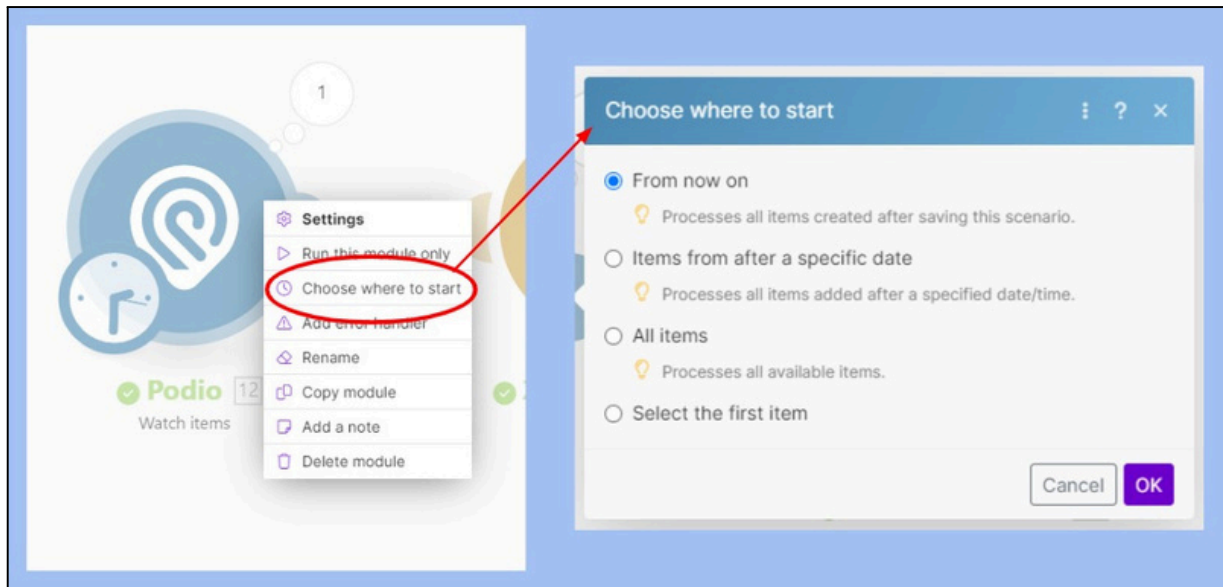 1
Settings
Run this module only
Choose where to start
Add error handler
Rename
Copy module
Add a note
Delete module
Podio 12
Watch items
Choose where to start ?
From now on
Processes all items created after saving this scenario.
Items from after a specific date
Processes all items added after a specified date/time.
All items
Processes all available items.
Select the first item
Cancel OK